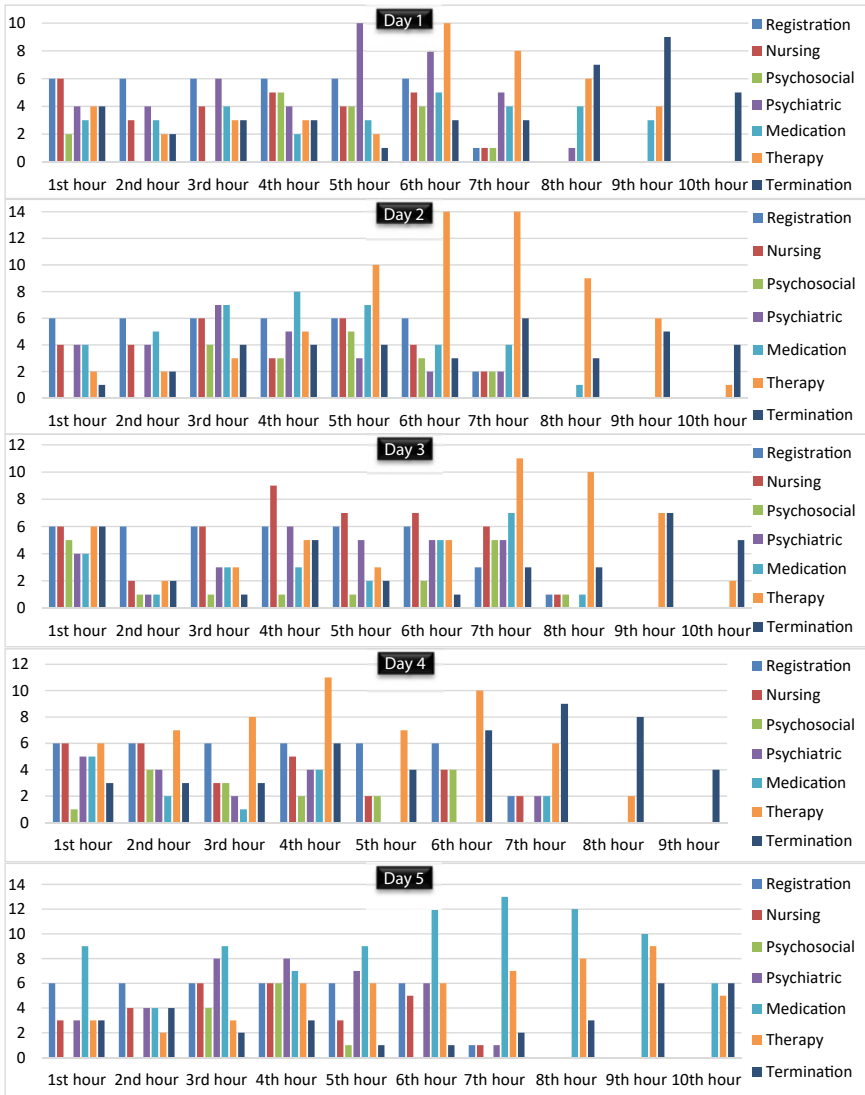 Day 1
10
8
6
4
2
0
1st hour 2nd hour 3rd hour 4th hour 5th hour 6th hour 7th hour 8th hour 9th hour 10th hour
Registration
Nursing
Psychosocial
Psychiatric
Medication
Therapy
Termination
Day 2
14
12
10
8
6
4
2
0
1st hour 2nd hour 3rd hour 4th hour 5th hour 6th hour 7th hour 8th hour 9th hour 10th hour
Registration
Nursing
Psychosocial
Psychiatric
Medication
Therapy
Termination
Day 3
12
10
8
6
4
2
0
1st hour 2nd hour 3rd hour 4th hour 5th hour 6th hour 7th hour 8th hour 9th hour 10th hour
Registration
Nursing
Psychosocial
Psychiatric
Medication
Therapy
Termination
Day 4
12
10
8
6
4
2
0
1st hour 2nd hour 3rd hour 4th hour 5th hour 6th hour 7th hour 8th hour 9th hour
Registration
Nursing
Psychosocial
Psychiatric
Medication
Therapy
Termination
Day 5
14
12
10
8
6
4
2
0
1st hour 2nd hour 3rd hour 4th hour 5th hour 6th hour 7th hour 8th hour 9th hour 10th hour
Registration
Nursing
Psychosocial
Psychiatric
Medication
Therapy
Termination